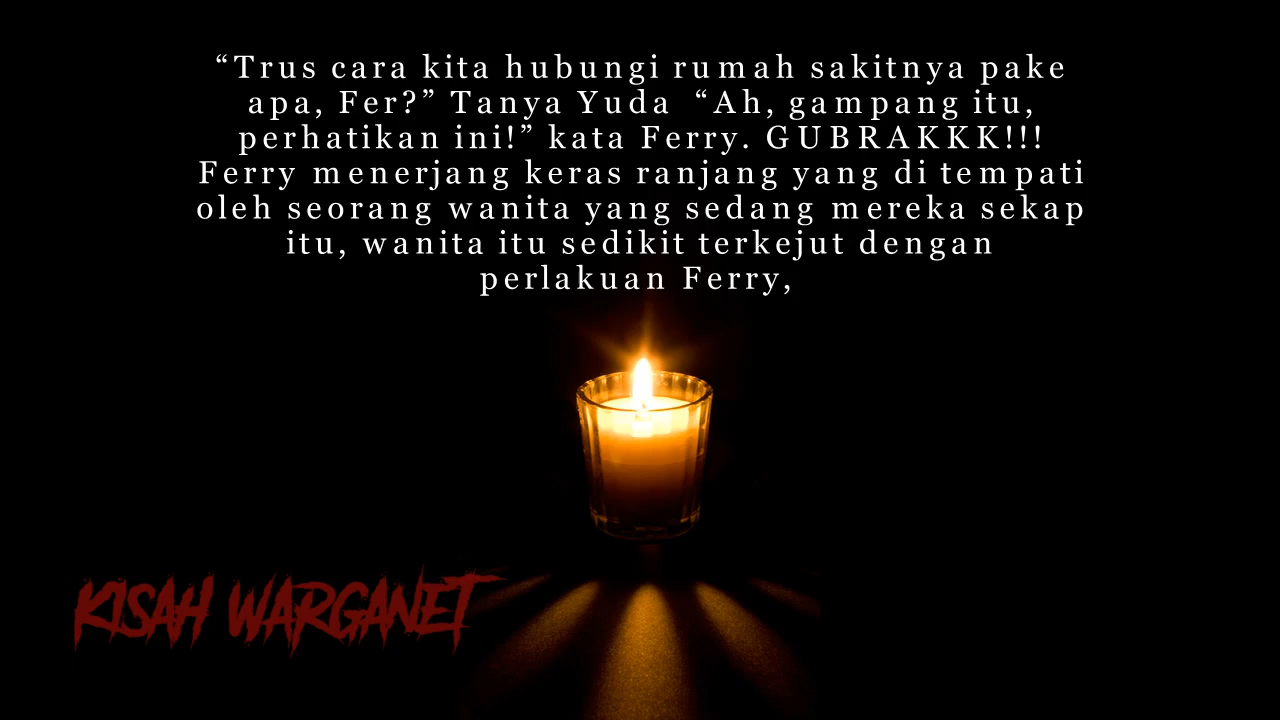 “Trus cara kita hubungi rumah sakitnya pake
apa, Fer?” Tanya Yuda “Ah, gampang itu,
perhatikan ini!” kata Ferry. GUBRAKKK!!!
Ferry menerjang keras ranjang yang di tempati
oleh seorang wanita yang sedang mereka sekap
itu, wanita itu sedikit terkejut dengan
perlakuan Ferry,
KISAH WARGANET